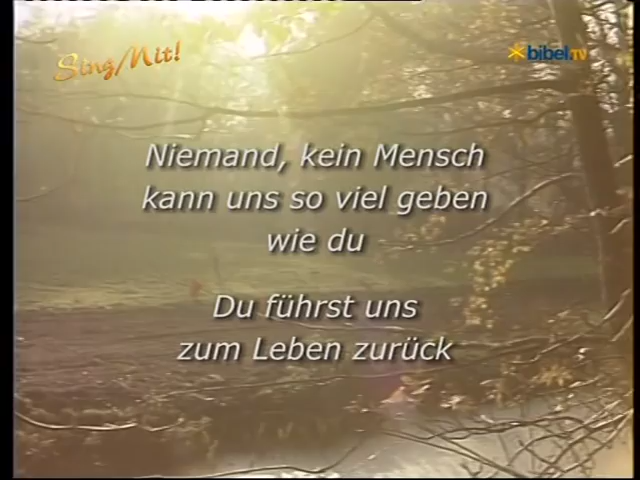 Sing Mit!
bibel.TV
Niemand, kein Mensch
kann uns so viel geben
wie du
Du führst uns
zum Leben zurück